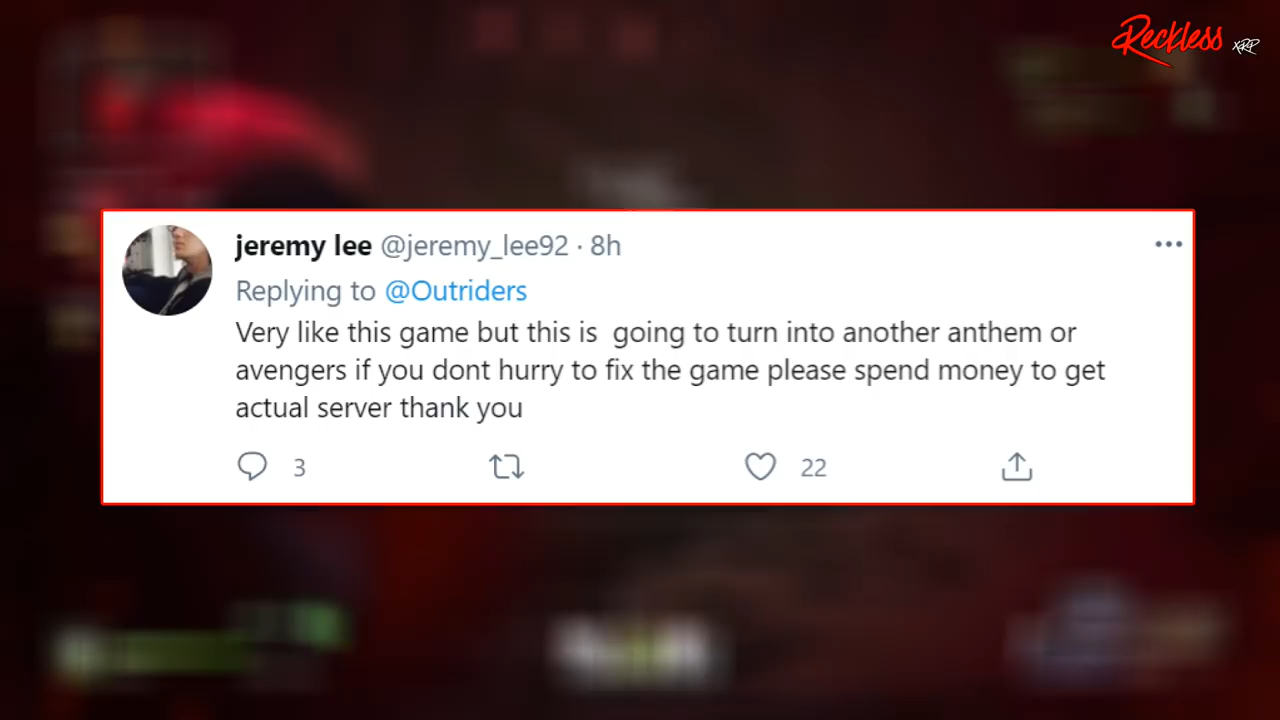 Reckless XRP
jeremy lee @jeremy_lee92 · 8h
Replying to @Outriders
Very like this game but this is  going to turn into another anthem or
avengers if you dont hurry to fix the game please spend money to get
actual server thank you
3 22